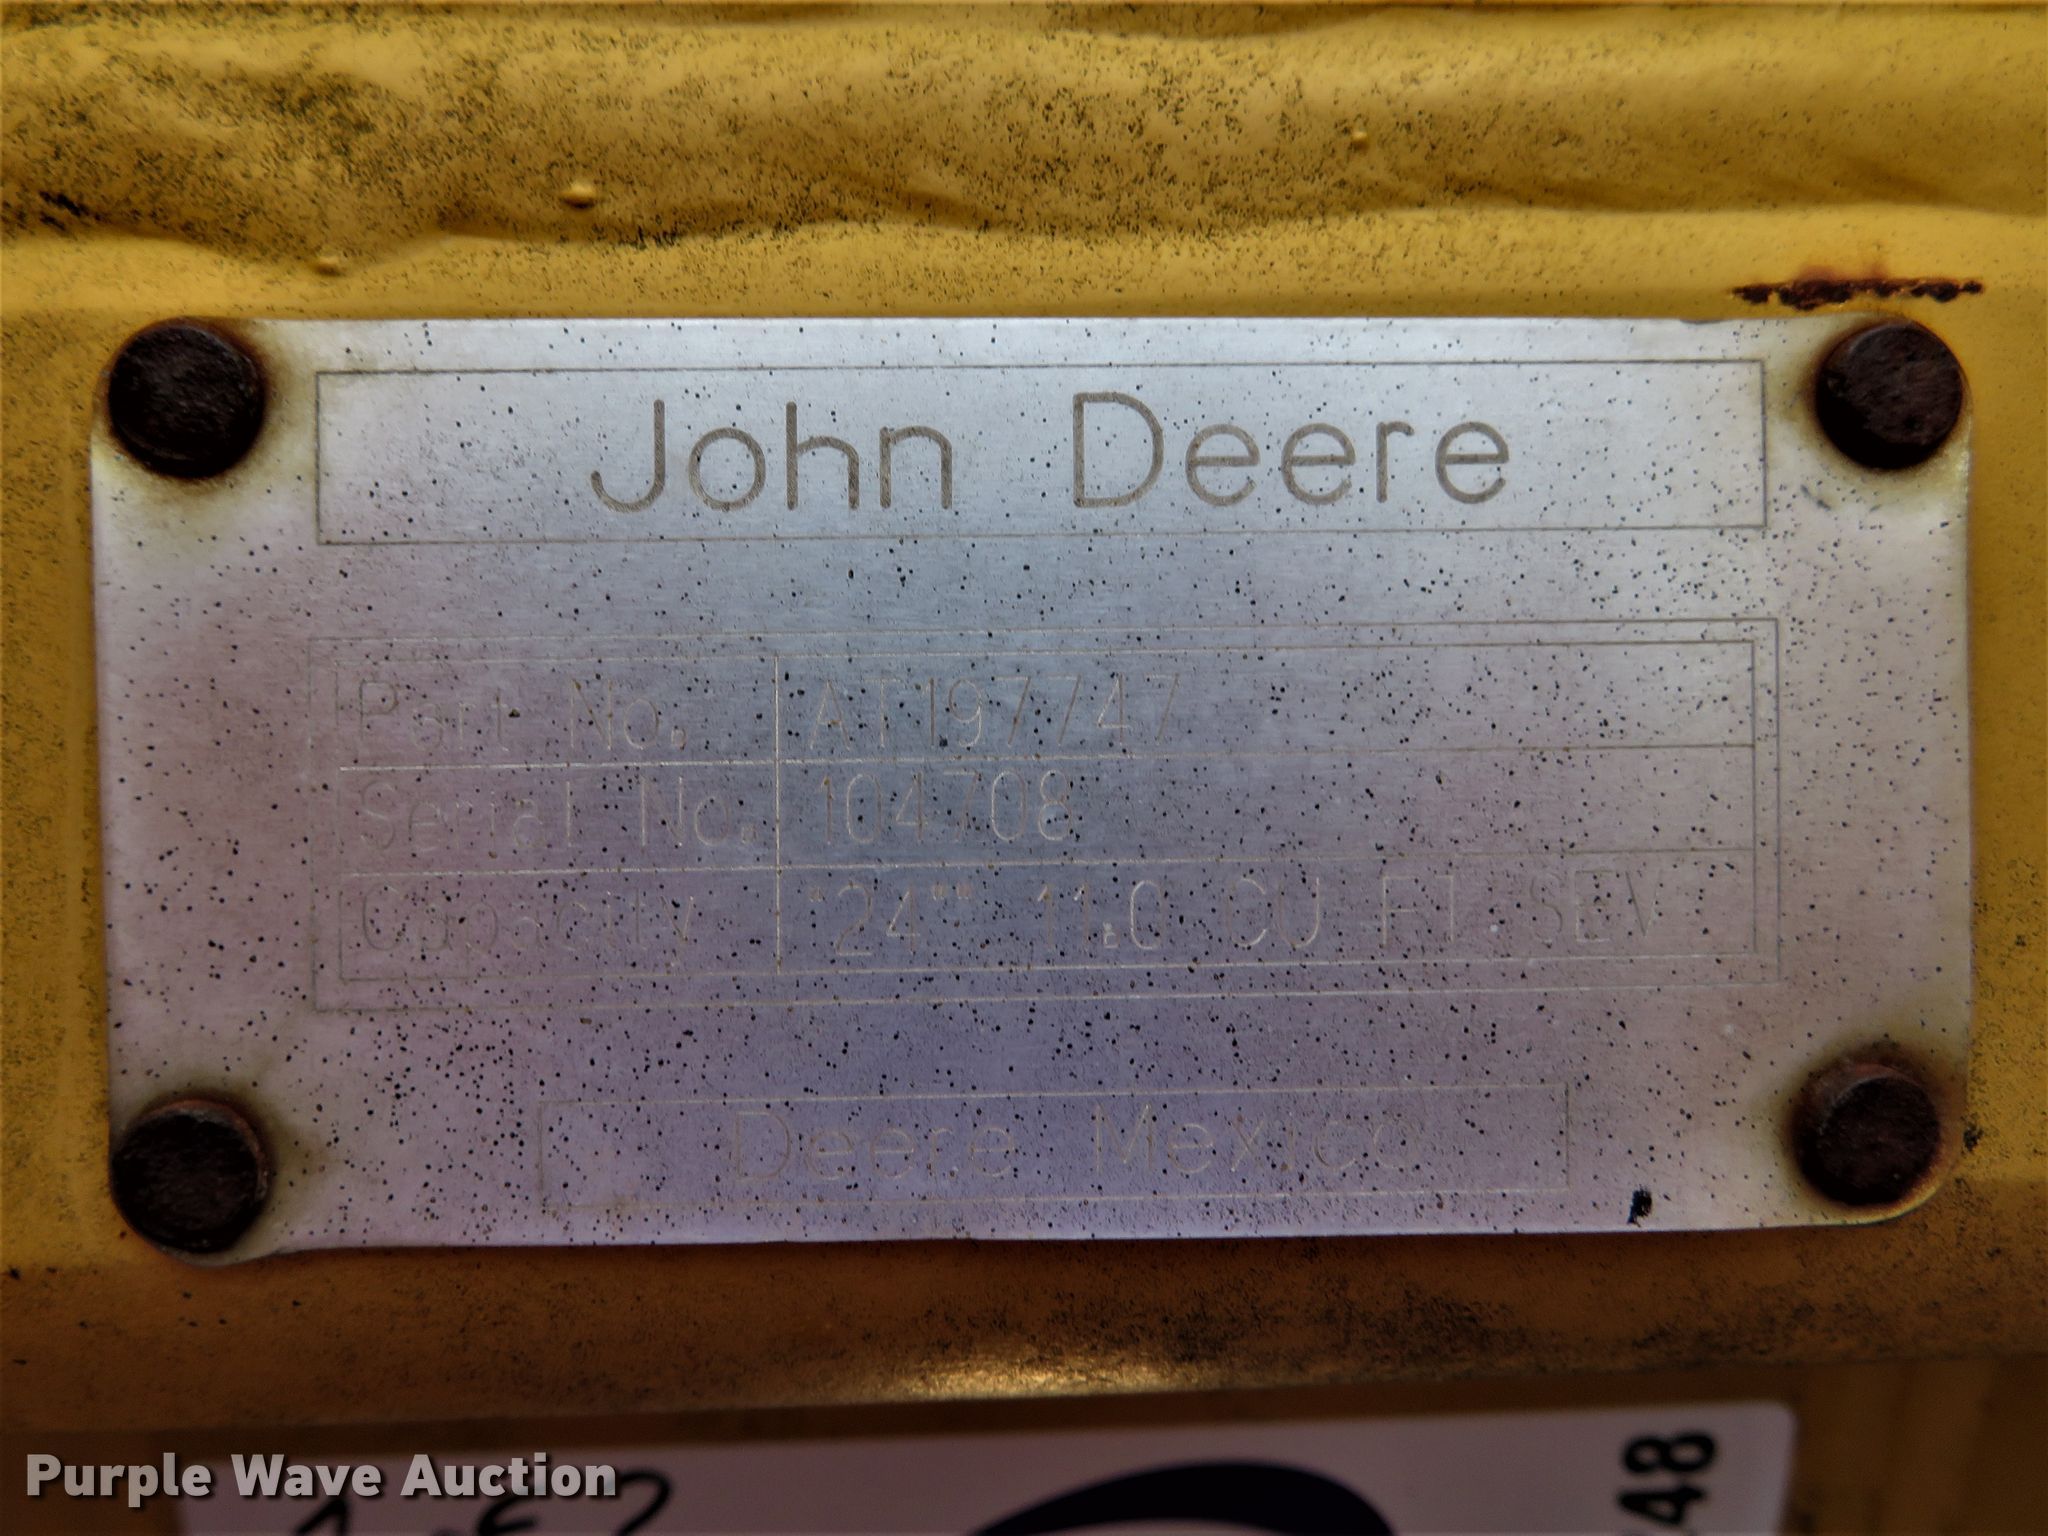 John Deere
Part No. AT197747
Serial No. 104708
Capacity "24"" 11.0 CU FT SEV
Deere Mexico
48
Purple Wave Auction